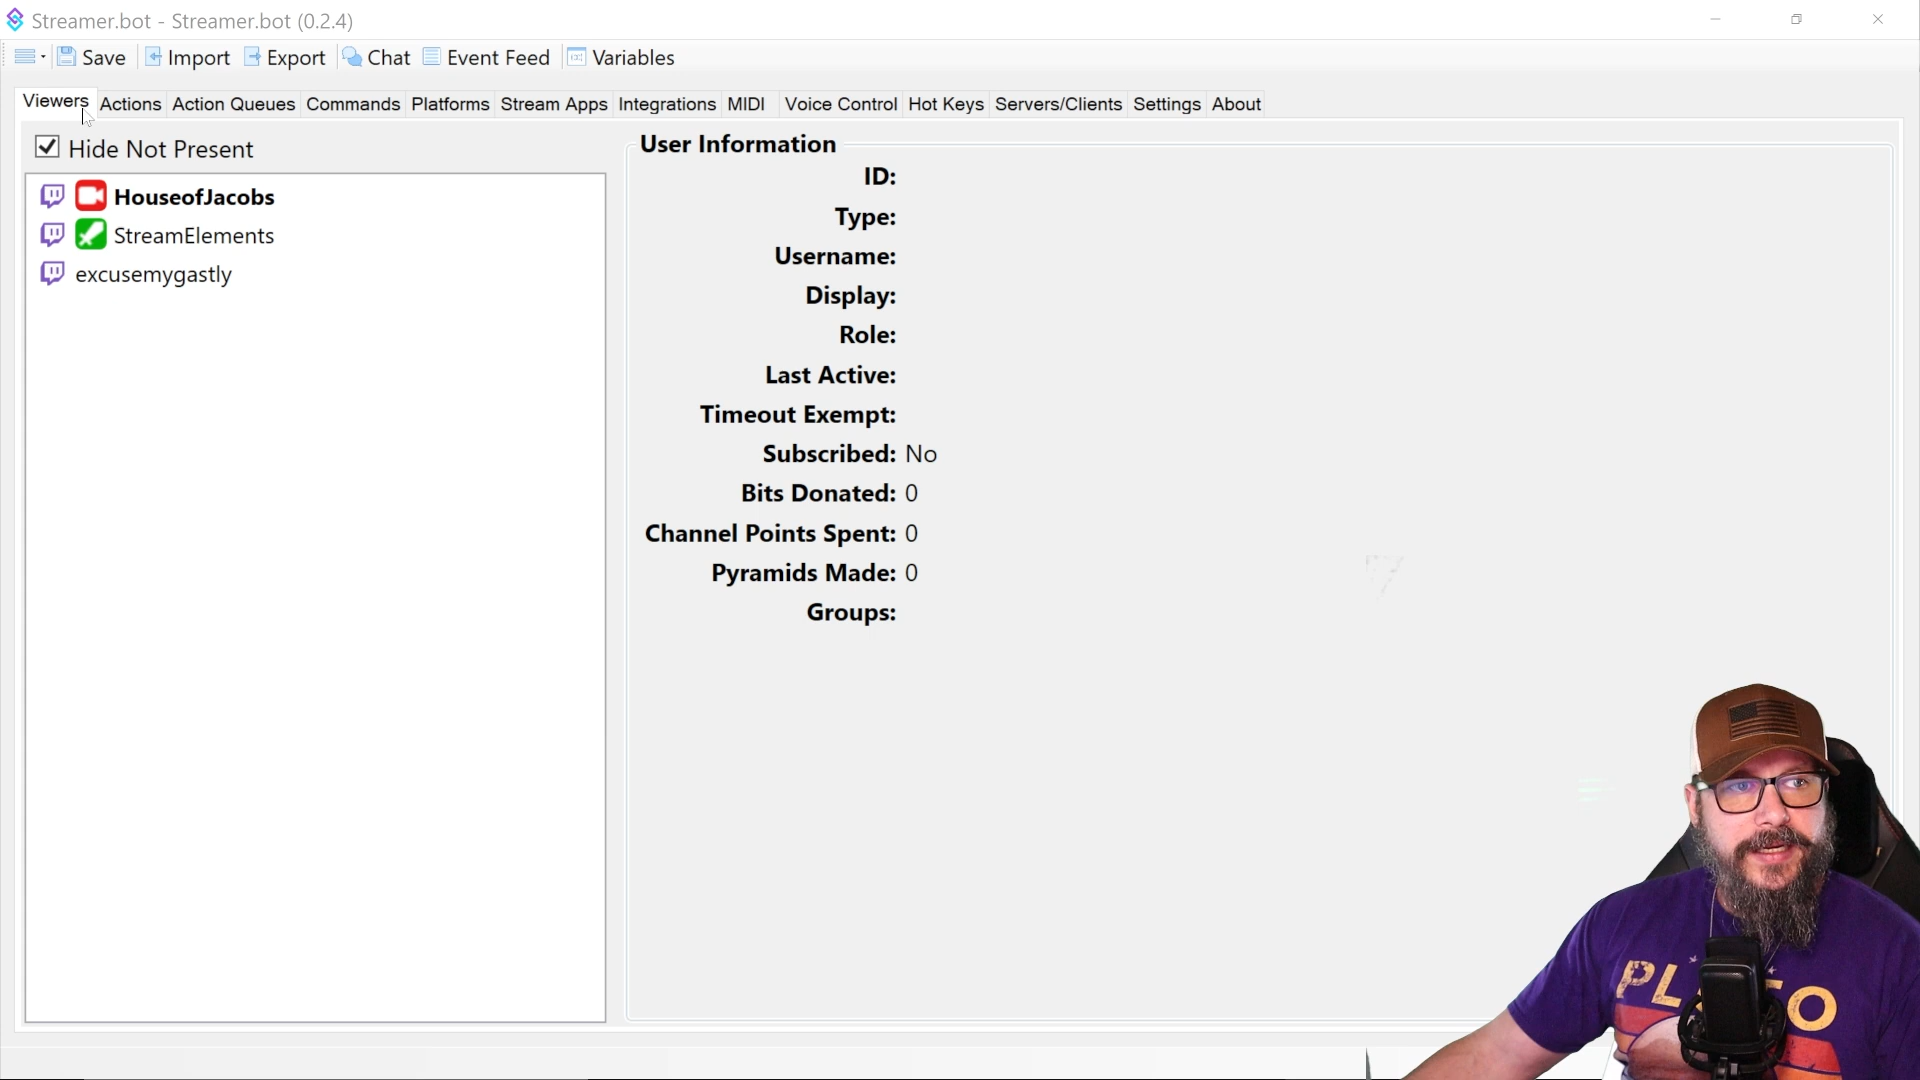 Streamer.bot - Streamer.bot (0.2.4)
Save Import Export Chat Event Feed Variables
Viewers Actions Action Queues Commands Platforms Stream Apps Integrations MIDI Voice Control Hot Keys Servers/Clients Settings About
Hide Not Present
HouseofJacobs
StreamElements
excusemygastly
User Information
ID:
Type:
Username:
Display:
Role:
Last Active:
Timeout Exempt:
Subscribed: No
Bits Donated: 0
Channel Points Spent: 0
Pyramids Made: 0
Groups: